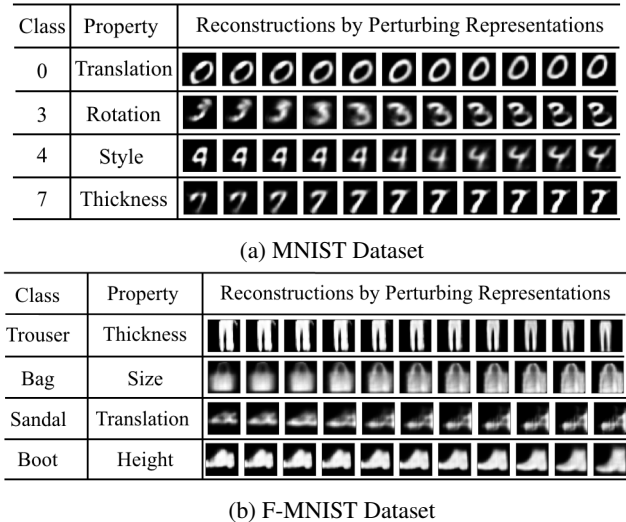 Class Property Reconstructions by Perturbing Representations
0 Translation
3 Rotation
4 Style
7 Thickness
(a) MNIST Dataset
Class Property Reconstructions by Perturbing Representations
Trouser Thickness
Bag Size
Sandal Translation
Boot Height
(b) F-MNIST Dataset